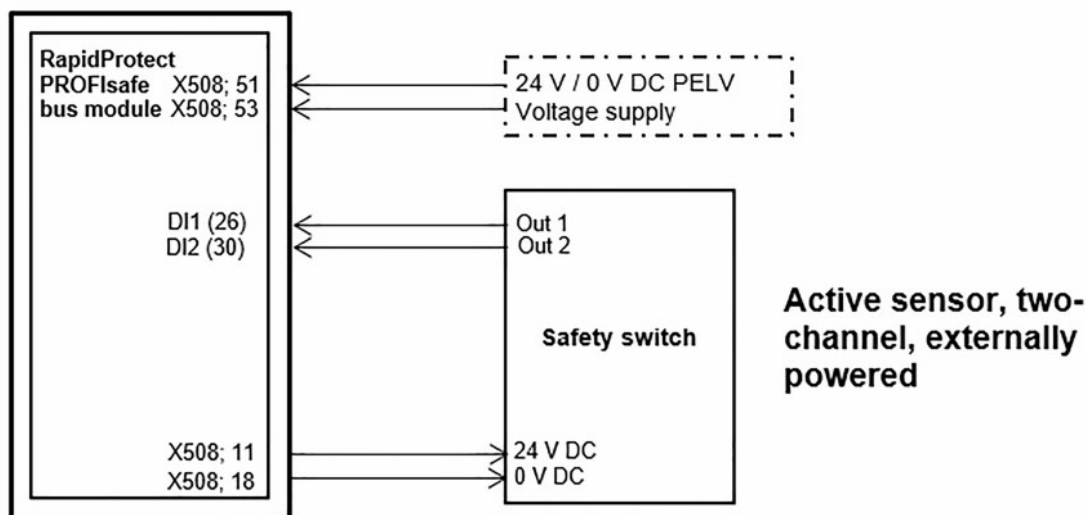 RapidProtect
PROFIsafe X508; 51
bus module X508; 53
24 V / 0 V DC PELV
Voltage supply
DI1 (26)
DI2 (30)
Out 1
Out 2
Safety switch
X508; 11
X508; 18
24 V DC
0 V DC
Active sensor, two-
channel, externally
powered